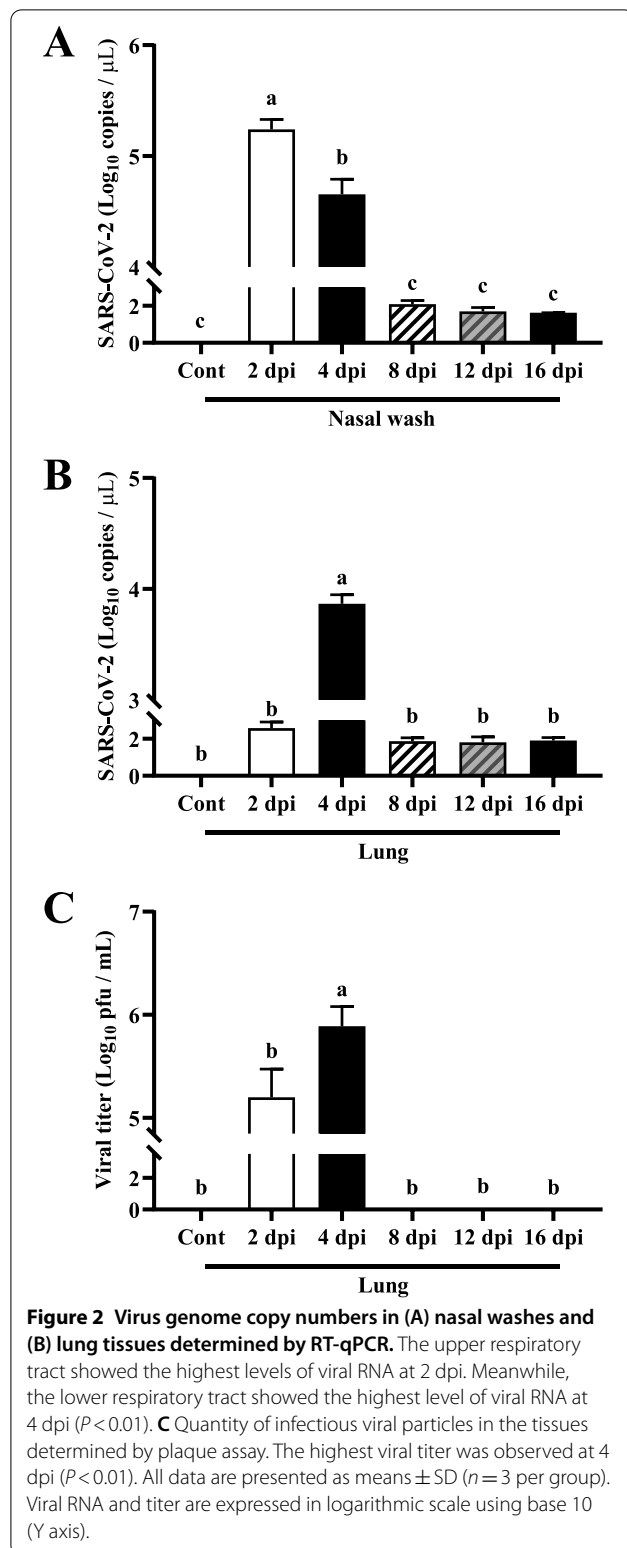 A
SARS-CoV-2 (Log10 copies / μL)
6
5
4
2
0
c
a
b
c
c
c
Cont 2 dpi 4 dpi 8 dpi 12 dpi 16 dpi
Nasal wash
B
SARS-CoV-2 (Log10 copies / μL)
5
4
3
2
0
b
b
a
b
b
b
Cont 2 dpi 4 dpi 8 dpi 12 dpi 16 dpi
Lung
C
Viral titer (Log10 pfu / mL)
7
6
5
2
0
b
b
a
b
b
b
Cont 2 dpi 4 dpi 8 dpi 12 dpi 16 dpi
Lung
Figure 2 Virus genome copy numbers in (A) nasal washes and
(B) lung tissues determined by RT-qPCR. The upper respiratory
tract showed the highest levels of viral RNA at 2 dpi. Meanwhile,
the lower respiratory tract showed the highest level of viral RNA at
4 dpi (P < 0.01). C Quantity of infectious viral particles in the tissues
determined by plaque assay. The highest viral titer was observed at 4
dpi (P < 0.01). All data are presented as means ± SD (n = 3 per group).
Viral RNA and titer are expressed in logarithmic scale using base 10
(Y axis).